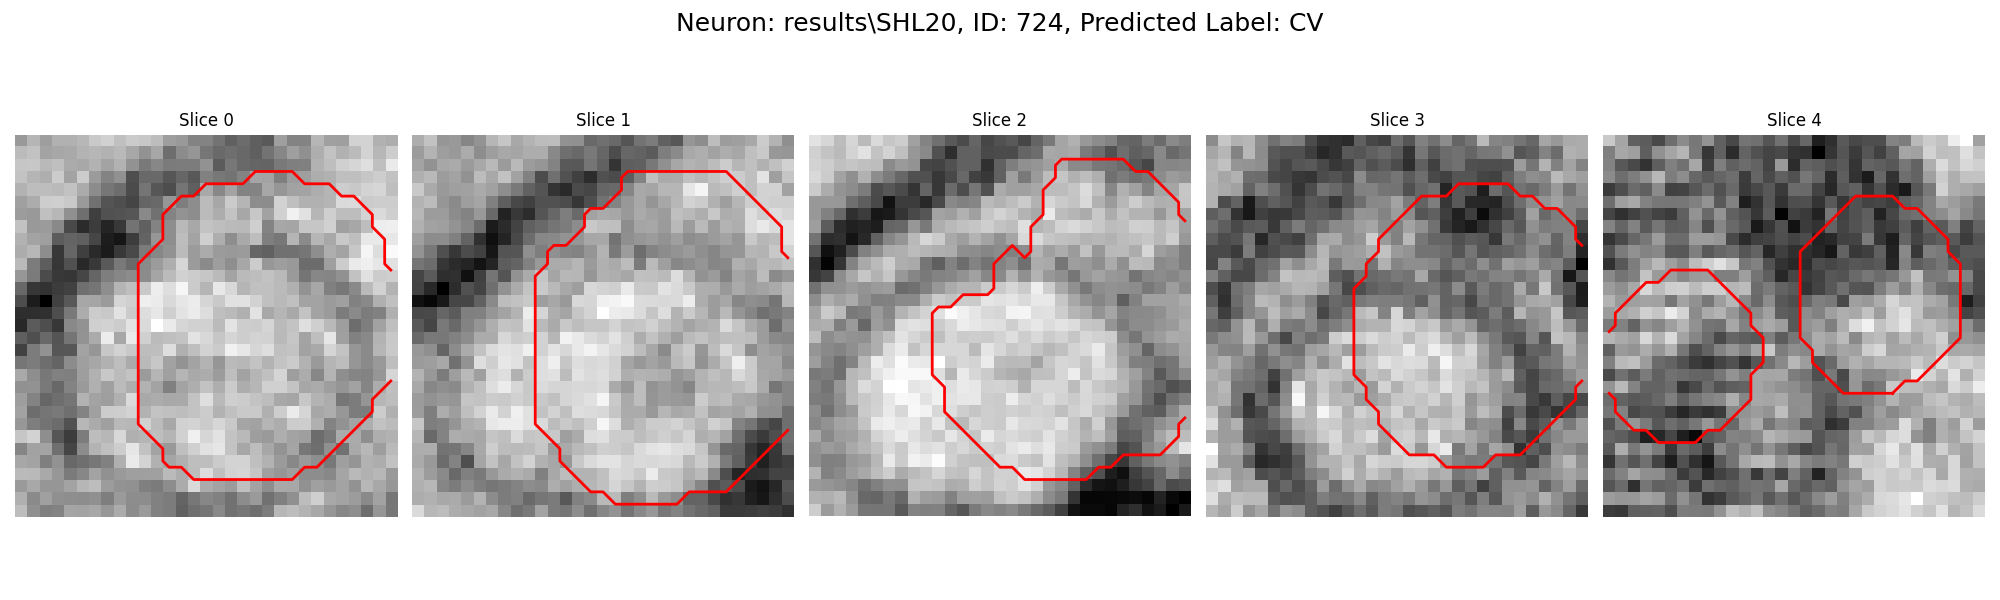 Neuron: results\SHL20, ID: 724, Predicted Label: CV
Slice 0
Slice 1
Slice 2
Slice 3
Slice 4